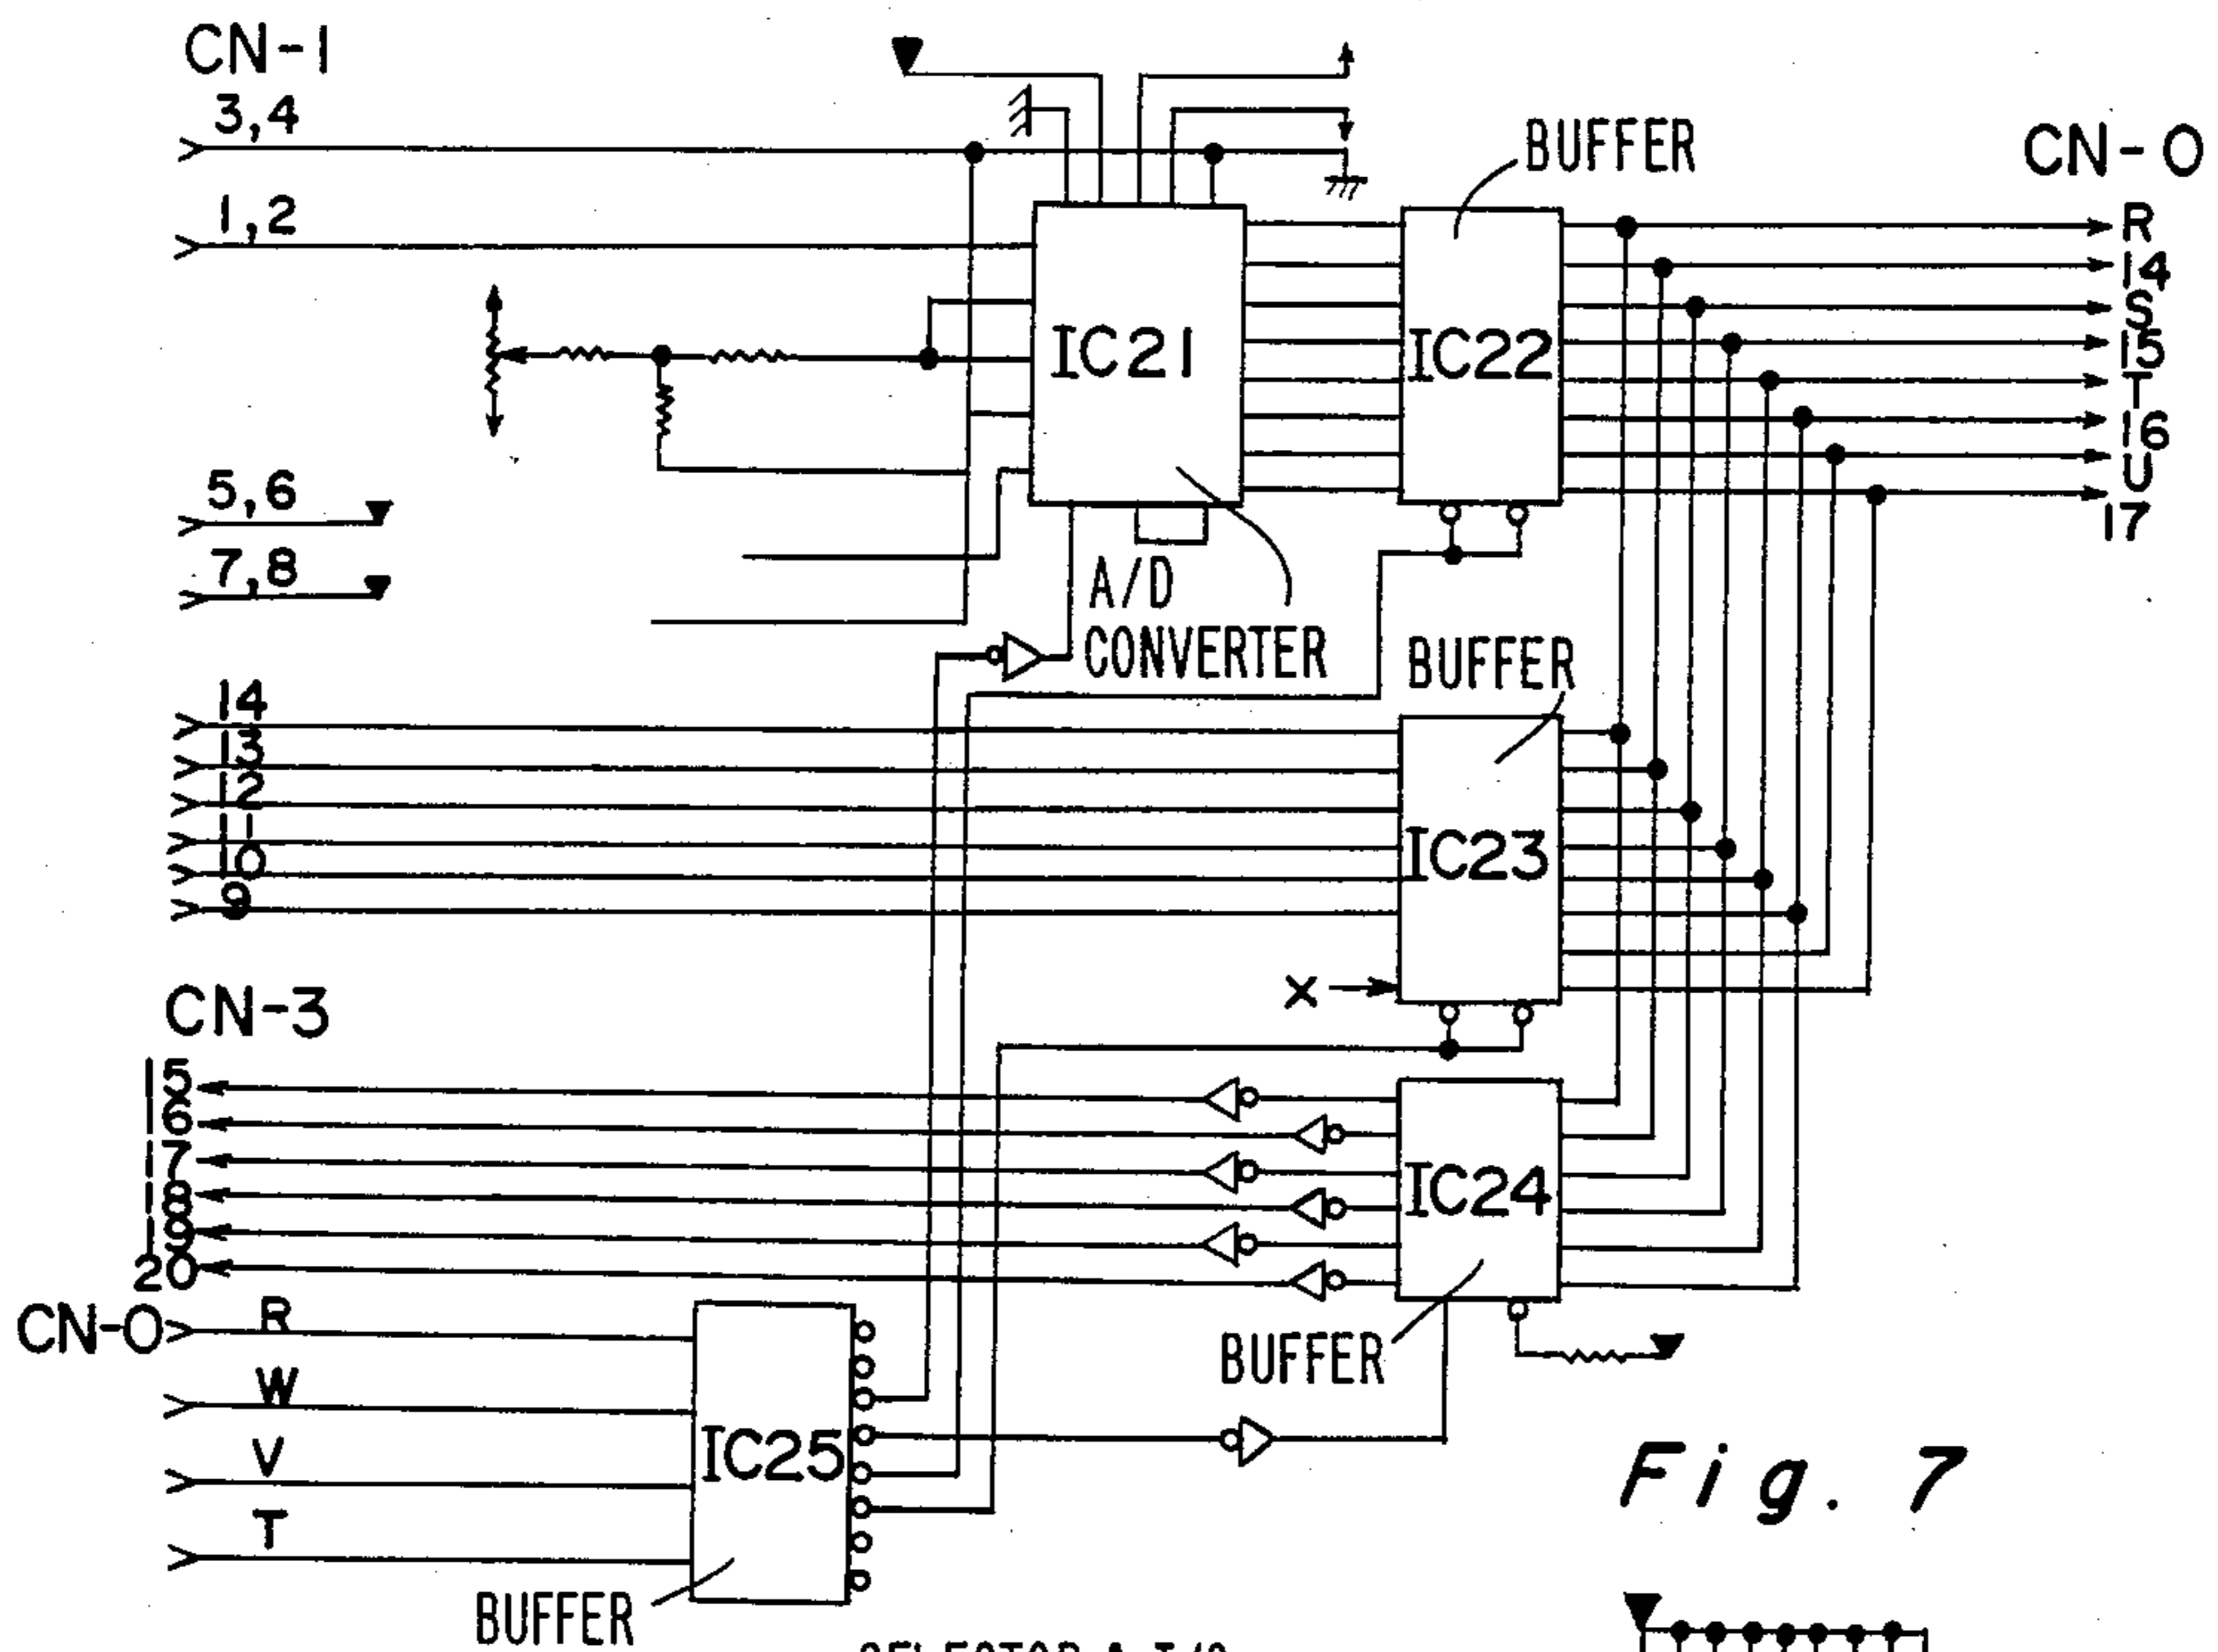 CN-1
3,4
1,2
BUFFER
CN-0
R
14
S
15
T
16
U
17
IC21
IC22
5,6
7,8
A/D
CONVERTER
BUFFER
14
13
12
11
10
9
IC23
X
CN-3
15
16
17
18
19
20
IC24
BUFFER
CN-0
R
W
V
T
IC25
BUFFER
Fig. 7